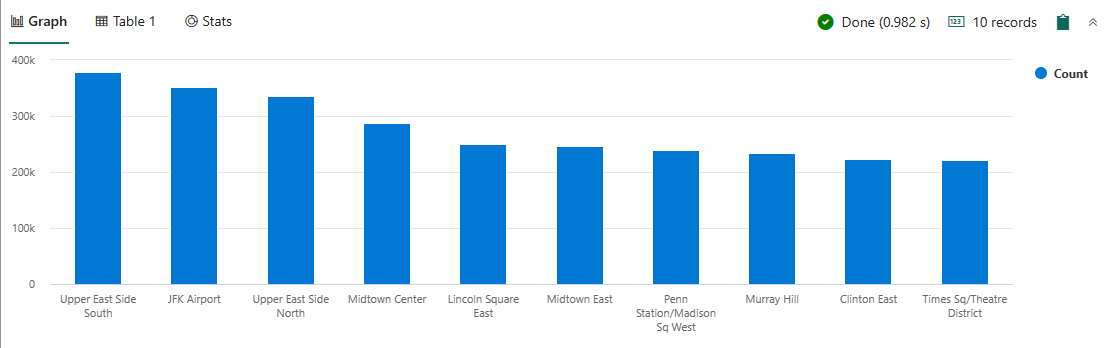 Graph Table 1 Stats Done (0.982 s) 123 10 records
400k
Count
300k
200k
100k
0
Upper East Side South
JFK Airport
Upper East Side North
Midtown Center
Lincoln Square East
Midtown East
Penn Station/Madison Sq West
Murray Hill
Clinton East
Times Sq/Theatre District